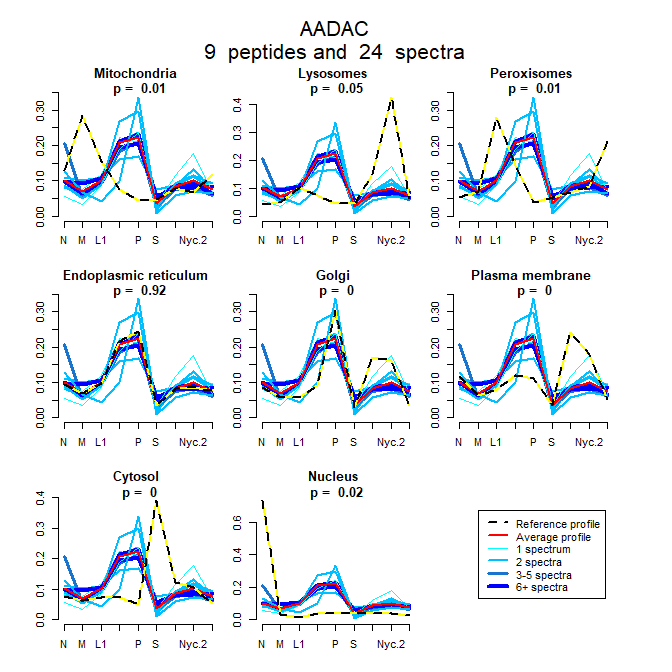 AADAC
9 peptides and 24 spectra
Mitochondria
p = 0.01
0.00 0.10 0.20 0.30
N M L1 P S Nyc.2
Lysosomes
p = 0.05
0.0 0.1 0.2 0.3 0.4
N M L1 P S Nyc.2
Peroxisomes
p = 0.01
0.00 0.10 0.20 0.30
N M L1 P S Nyc.2
Endoplasmic reticulum
p = 0.92
0.00 0.10 0.20 0.30
N M L1 P S Nyc.2
Golgi
p = 0
0.00 0.10 0.20 0.30
N M L1 P S Nyc.2
Plasma membrane
p = 0
0.00 0.10 0.20 0.30
N M L1 P S Nyc.2
Cytosol
p = 0
0.0 0.1 0.2 0.3 0.4
N M L1 P S Nyc.2
Nucleus
p = 0.02
0.0 0.2 0.4 0.6
N M L1 P S Nyc.2
Reference profile
Average profile
1 spectrum
2 spectra
3-5 spectra
6+ spectra